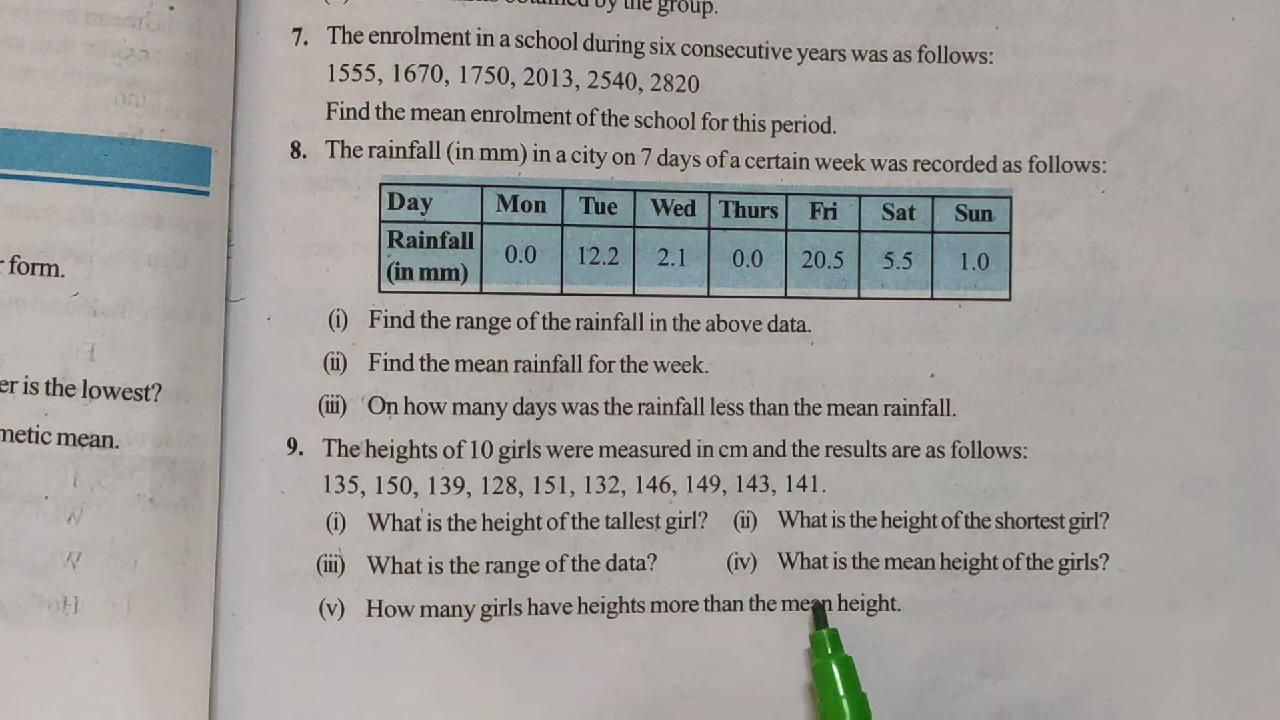 by the group.
7. The enrolment in a school during six consecutive years was as follows:
1555, 1670, 1750, 2013, 2540, 2820
Find the mean enrolment of the school for this period.
8. The rainfall (in mm) in a city on 7 days of a certain week was recorded as follows:
Day Mon Tue Wed Thurs Fri Sat Sun
Rainfall (in mm) 0.0 12.2 2.1 0.0 20.5 5.5 1.0
(i) Find the range of the rainfall in the above data.
(ii) Find the mean rainfall for the week.
(iii) On how many days was the rainfall less than the mean rainfall.
9. The heights of 10 girls were measured in cm and the results are as follows:
135, 150, 139, 128, 151, 132, 146, 149, 143, 141.
(i) What is the height of the tallest girl? (ii) What is the height of the shortest girl?
(iii) What is the range of the data? (iv) What is the mean height of the girls?
(v) How many girls have heights more than the mean height.
form.
er is the lowest?
metic mean.